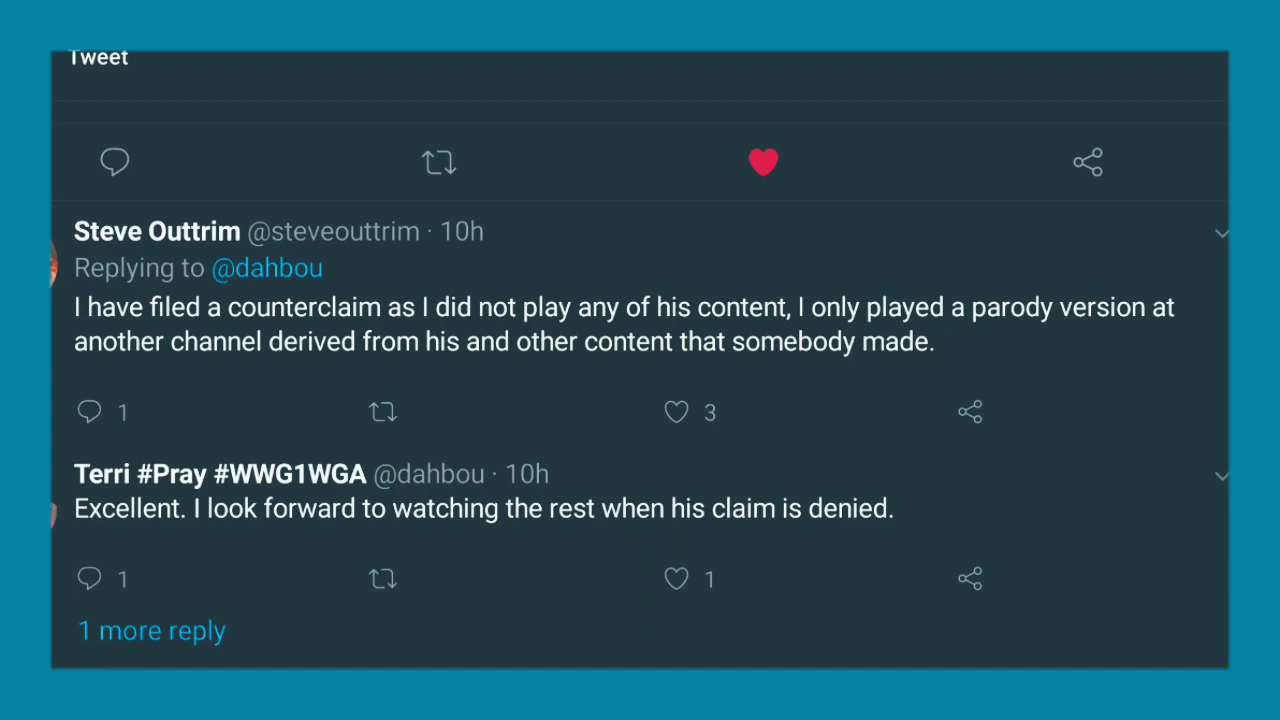 Tweet
Steve Outtrim @steveouttrim · 10h
Replying to @dahbou
I have filed a counterclaim as I did not play any of his content, I only played a parody version at
another channel derived from his and other content that somebody made.
1 3
Terri #Pray #WWG1WGA @dahbou · 10h
Excellent. I look forward to watching the rest when his claim is denied.
1 1
1 more reply